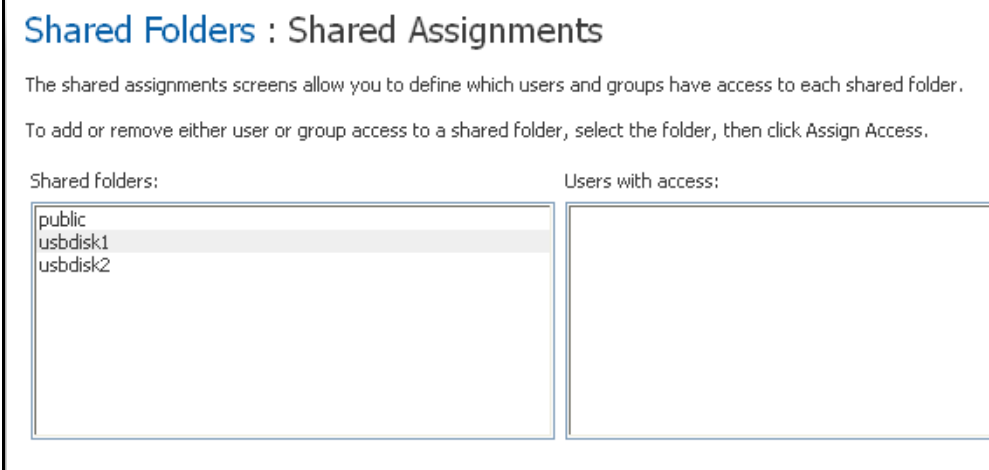 Shared Folders : Shared Assignments
The shared assignments screens allow you to define which users and groups have access to each shared folder.
To add or remove either user or group access to a shared folder, select the folder, then click Assign Access.
Shared folders:
Users with access:
public
usbdisk1
usbdisk2